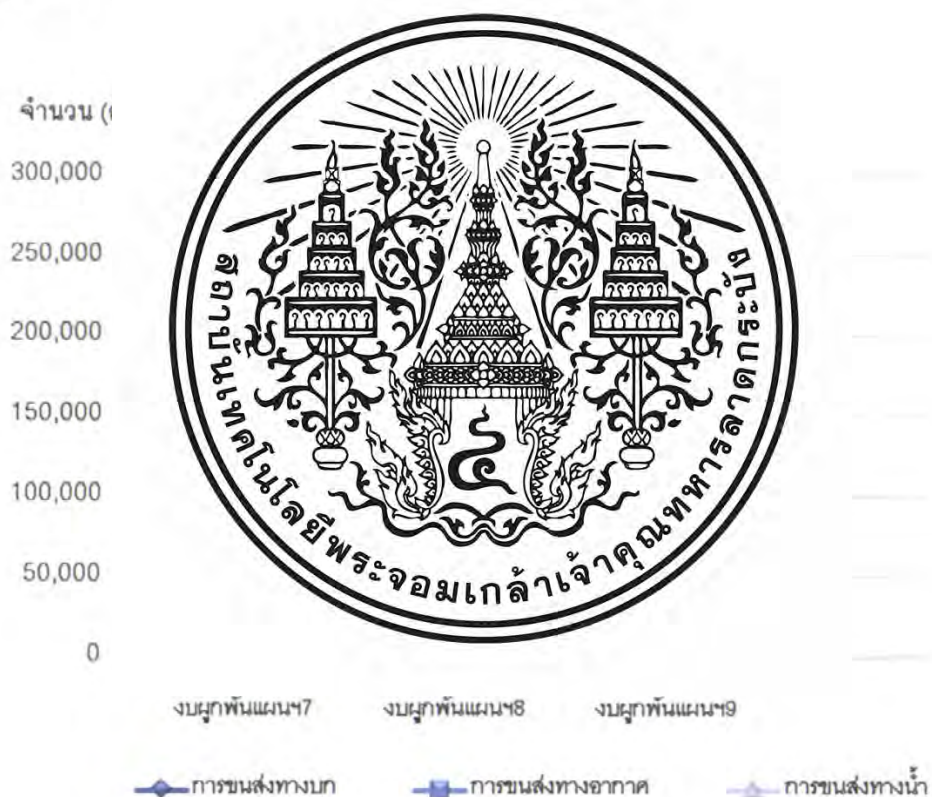 จำนวน (
300,000
250,000
200,000
150,000
100,000
50,000
0
สถาบันเทคโนโลยีพระจอมเกล้าเจ้าคุณทหารลาดกระบัง
๔
งบผูกพันแผนฯ7 งบผูกพันแผนฯ8 งบผูกพันแผนฯ9
การขนส่งทางบก การขนส่งทางอากาศ การขนส่งทางน้ำ